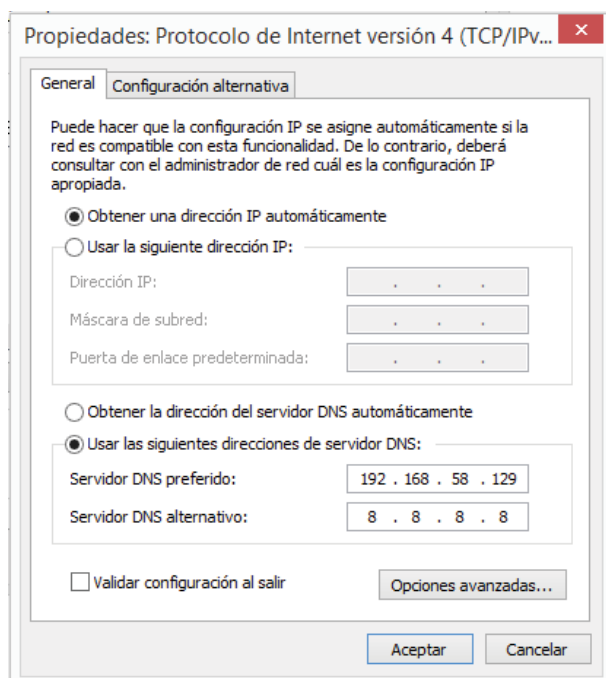 Propiedades: Protocolo de Internet versión 4 (TCP/IPv...
General
Configuración alternativa
Puede hacer que la configuración IP se asigne automáticamente si la
red es compatible con esta funcionalidad. De lo contrario, deberá
consultar con el administrador de red cuál es la configuración IP
apropiada.
Obtener una dirección IP automáticamente
Usar la siguiente dirección IP:
Dirección IP: . . .
Máscara de subred: . . .
Puerta de enlace predeterminada: . . .
Obtener la dirección del servidor DNS automáticamente
Usar las siguientes direcciones de servidor DNS:
Servidor DNS preferido: 192 . 168 . 58 . 129
Servidor DNS alternativo: 8 . 8 . 8 . 8
Validar configuración al salir
Opciones avanzadas...
Aceptar
Cancelar